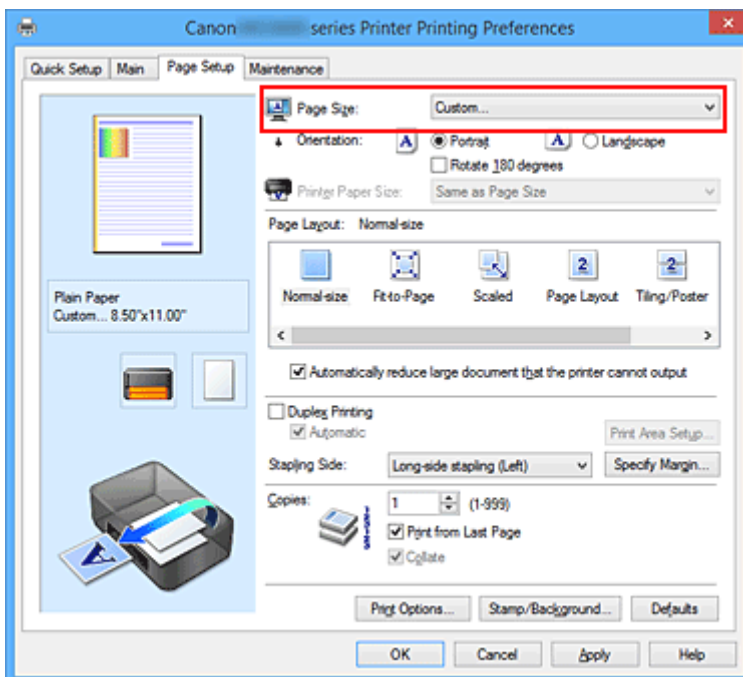 Canon series Printer Printing Preferences
Quick Setup Main Page Setup Maintenance
Page Size: Custom...
Orientation: A Portrait A Landscape
Rotate 180 degrees
Printer Paper Size: Same as Page Size
Page Layout: Normal-size
2 2
Normal-size Fit-to-Page Scaled Page Layout Tiling/Poster
Plain Paper
Custom... 8.50"x11.00"
Automatically reduce large document that the printer cannot output
Duplex Printing
Automatic
Print Area Setup...
Stapling Side: Long-side stapling (Left) Specify Margin...
Copies: 1 (1-999)
Print from Last Page
Collate
A
Print Options... Stamp/Background... Defaults
OK Cancel Apply Help